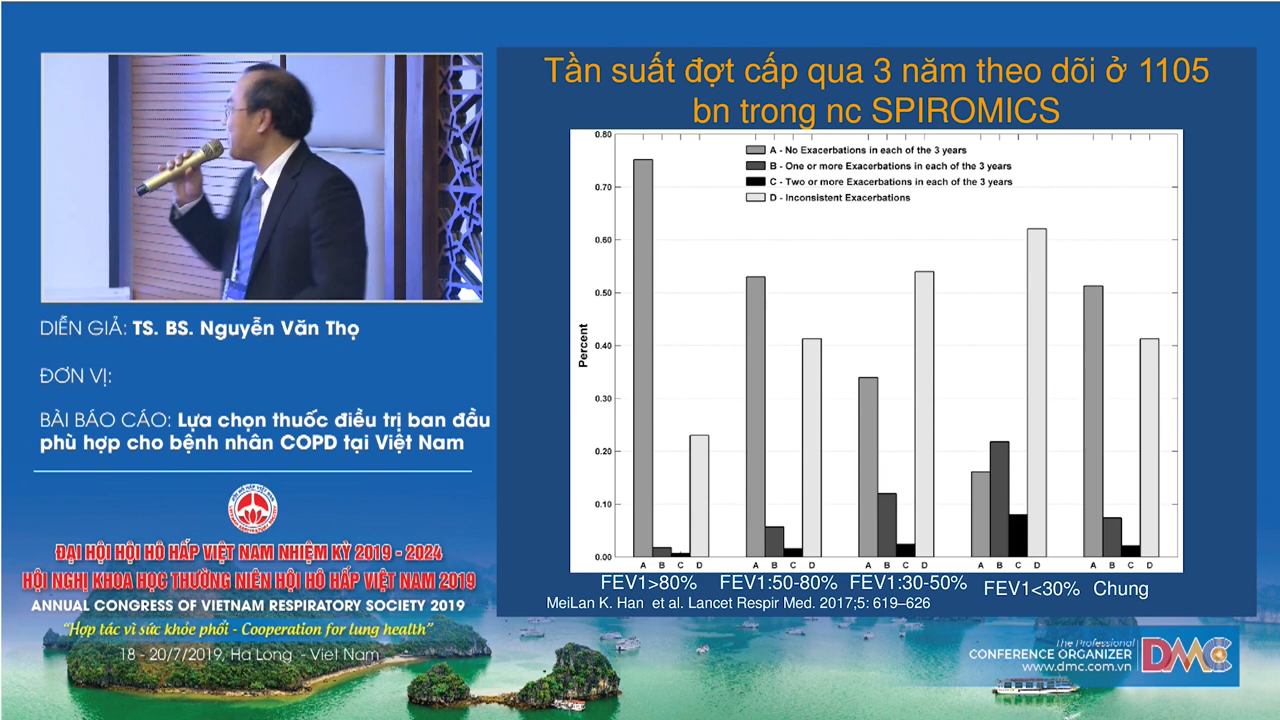 Tần suất đợt cấp qua 3 năm theo dõi ở 1105
bn trong nc SPIROMICS
A - No Exacerbations in each of the 3 years
B - One or more Exacerbations in each of the 3 years
C - Two or more Exacerbations in each of the 3 years
D - Inconsistent Exacerbations
Percent
0.80
0.70
0.60
0.50
0.40
0.30
0.20
0.10
0.00
A B C D A B C D A B C D A B C D A B C D
FEV1>80% FEV1:50-80% FEV1:30-50% FEV1<30% Chung
MeiLan K. Han et al. Lancet Respir Med. 2017;5: 619–626
DIỄN GIẢ: TS. BS. Nguyễn Văn Thọ
ĐƠN VỊ:
BÀI BÁO CÁO: Lựa chọn thuốc điều trị ban đầu
phù hợp cho bệnh nhân COPD tại Việt Nam
ĐẠI HỘI HỘI HÔ HẤP VIỆT NAM NHIỆM KỲ 2019 - 2024
HỘI NGHỊ KHOA HỌC THƯỜNG NIÊN HỘI HÔ HẤP VIỆT NAM 2019
ANNUAL CONGRESS OF VIETNAM RESPIRATORY SOCIETY 2019
"Hợp tác vì sức khỏe phổi - Cooperation for lung health"
18 - 20/7/2019, Ha Long - Viet Nam
The Professional
CONFERENCE ORGANIZER
www.dmc.com.vn
DMC